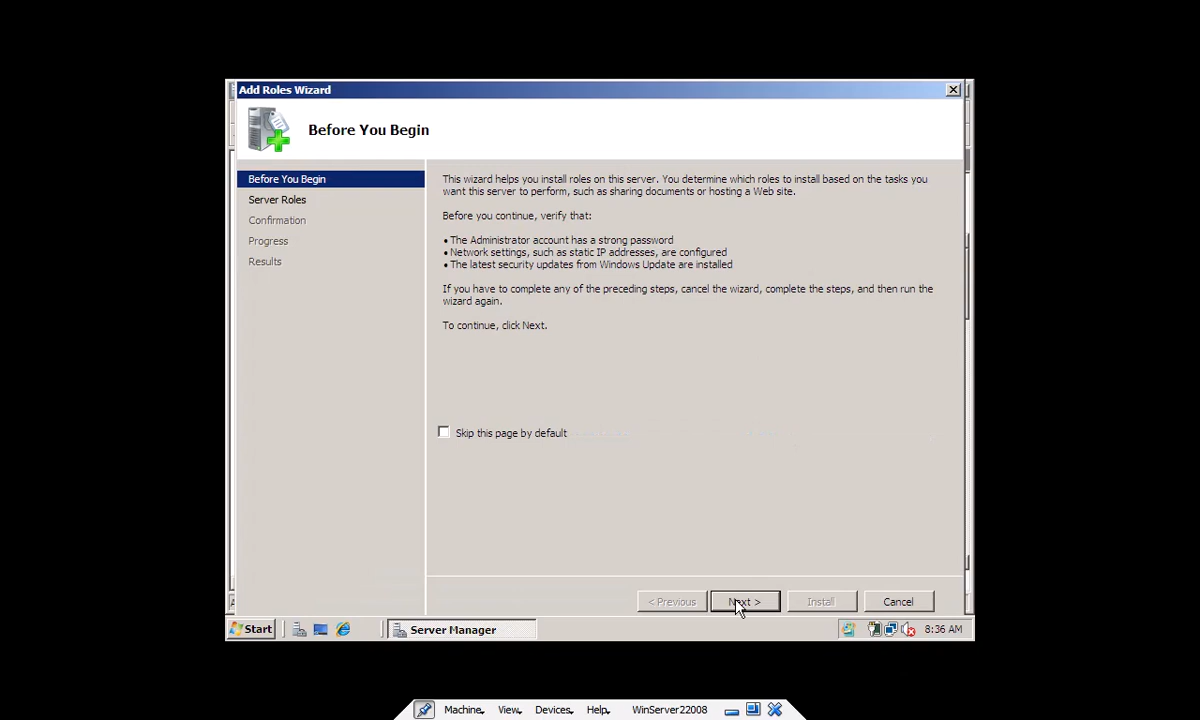 Add Roles Wizard
Before You Begin
Before You Begin
Server Roles
Confirmation
Progress
Results
This wizard helps you install roles on this server. You determine which roles to install based on the tasks you
want this server to perform, such as sharing documents or hosting a Web site.
Before you continue, verify that:
• The Administrator account has a strong password
• Network settings, such as static IP addresses, are configured
• The latest security updates from Windows Update are installed
If you have to complete any of the preceding steps, cancel the wizard, complete the steps, and then run the
wizard again.
To continue, click Next.
Skip this page by default
< Previous Next > Install Cancel
Start Server Manager 8:36 AM
Machine View Devices Help WinServer22008